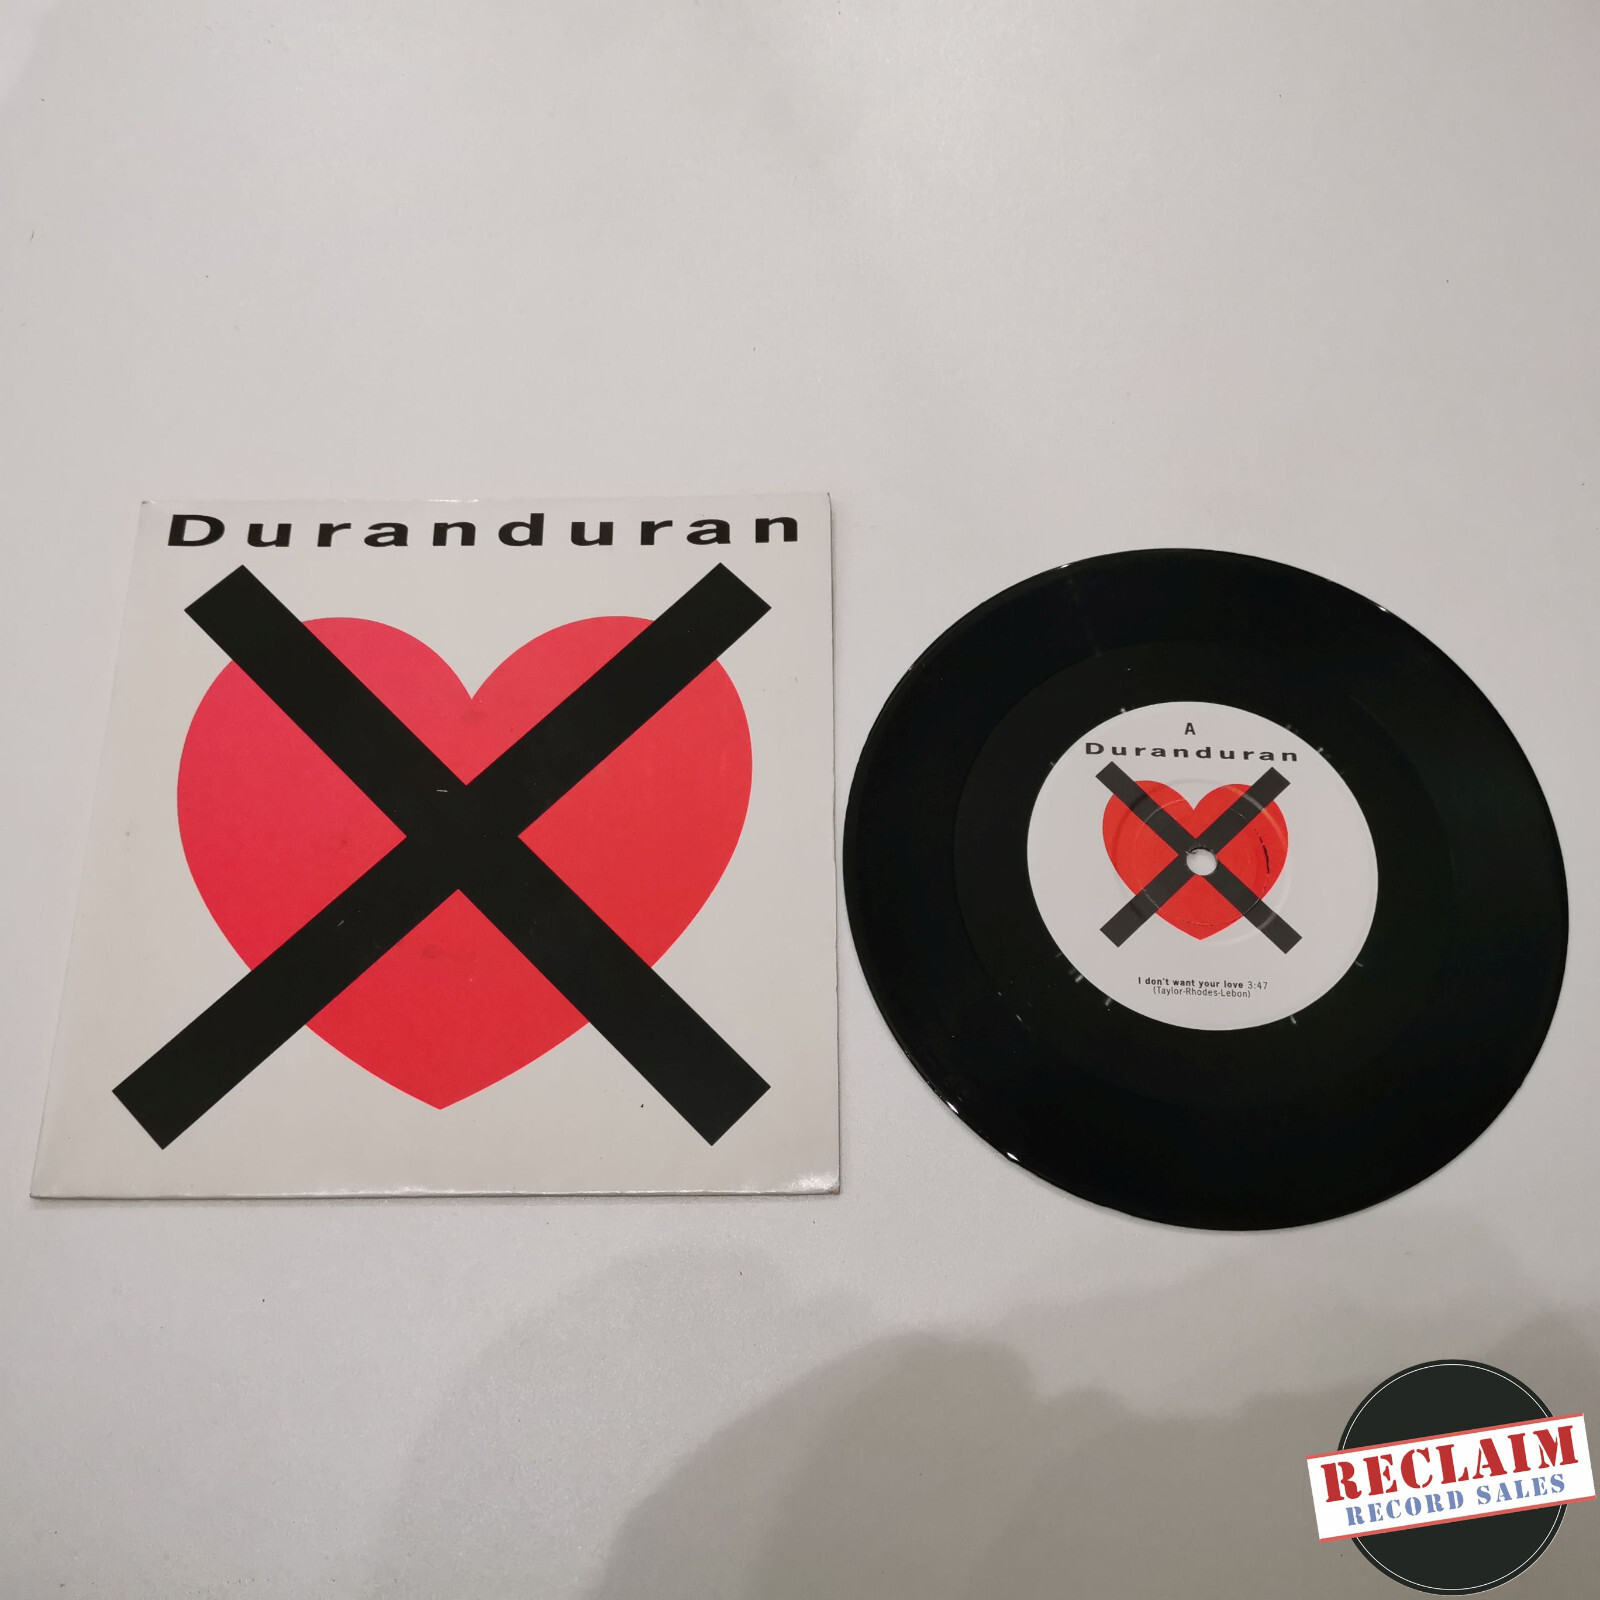 Duranduran
A
Duranduran
I don't want your love 3:47
(Taylor-Rhodes-Lebon)
RECLAIM
RECORD SALES